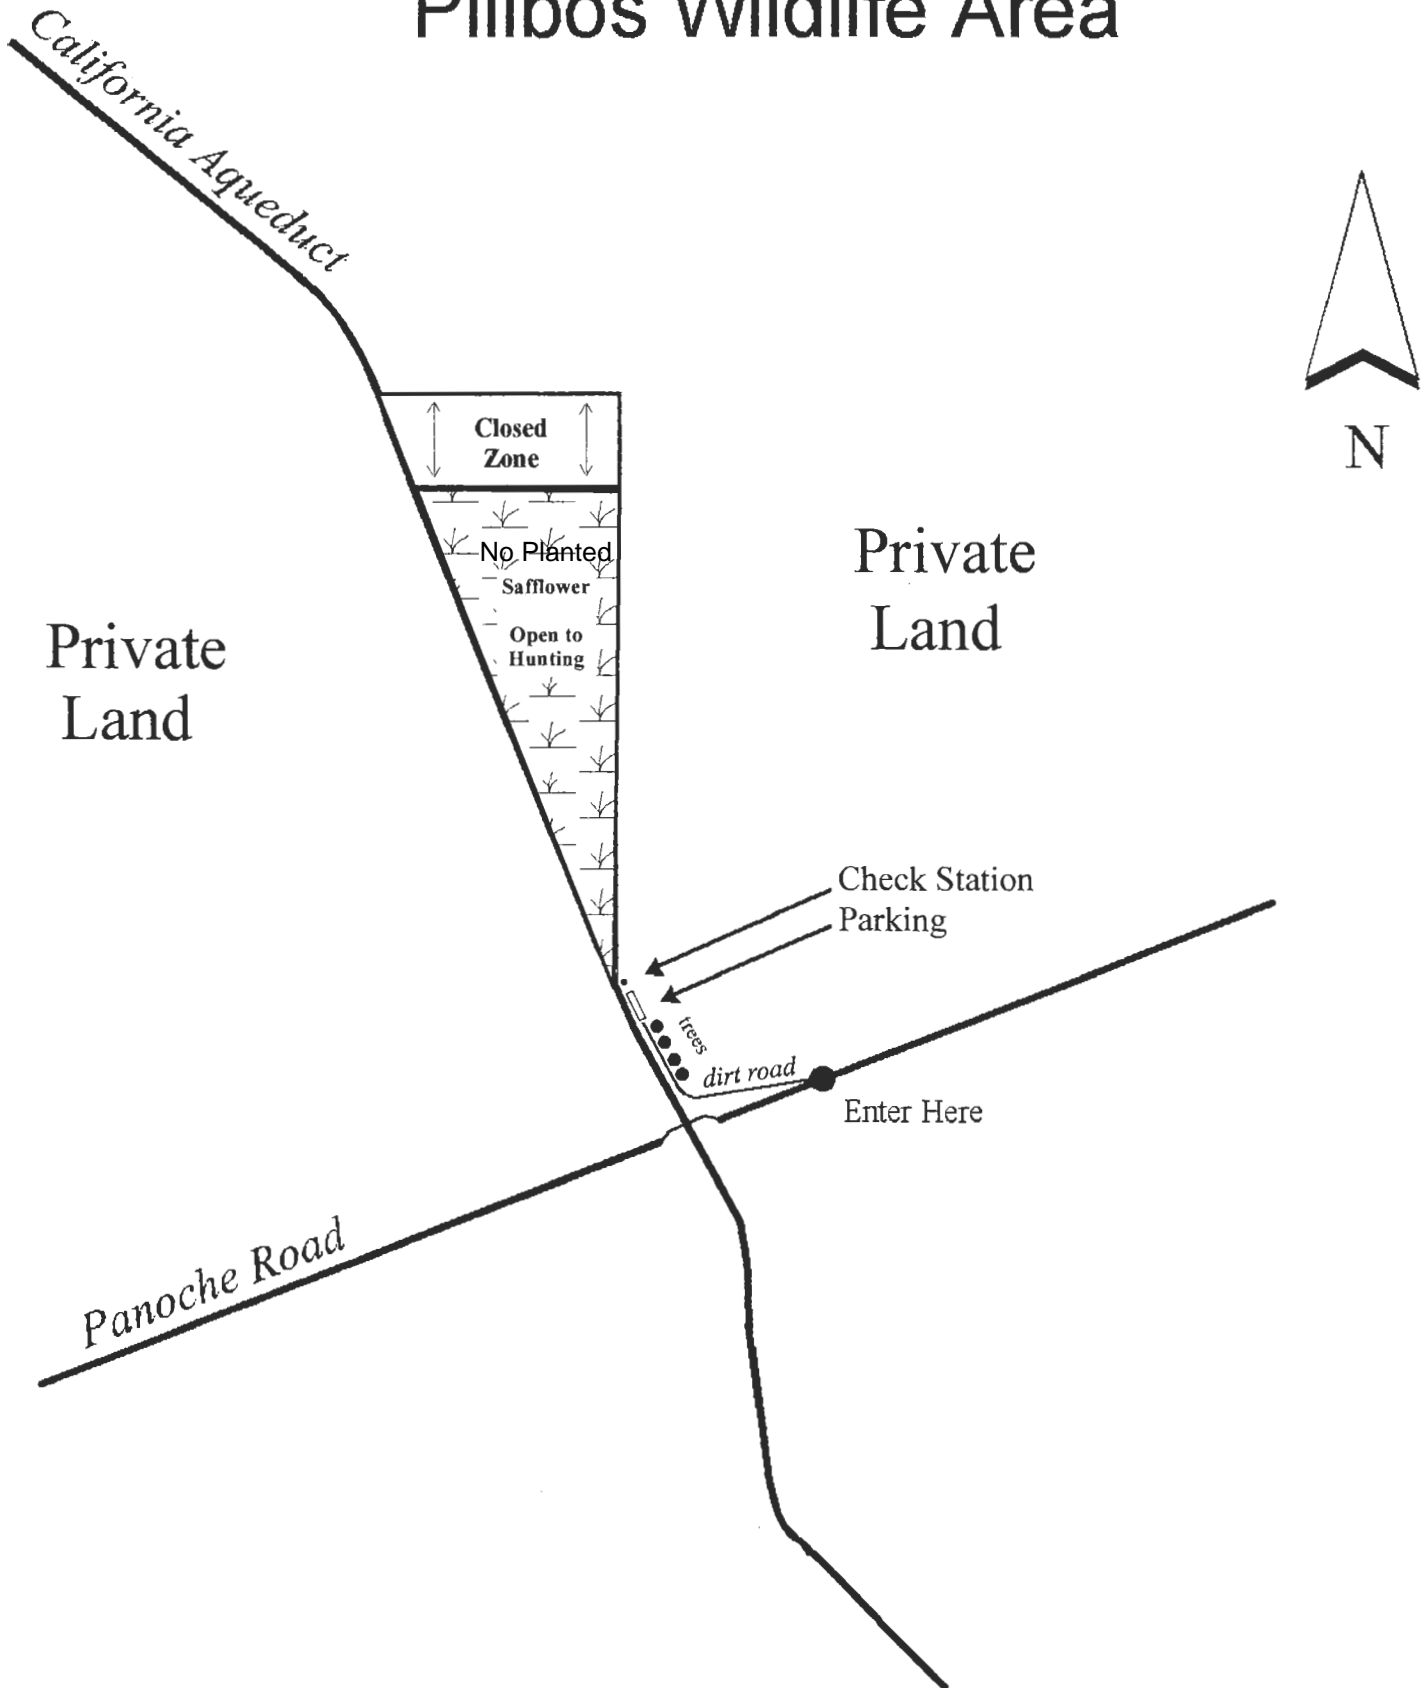 Pilibos Wildlife Area
California Aqueduct
N
Closed
Zone
No Planted
Safflower
Open to
Hunting
Private
Land
Private
Land
Check Station
Parking
trees
dirt road
Enter Here
Panoche Road